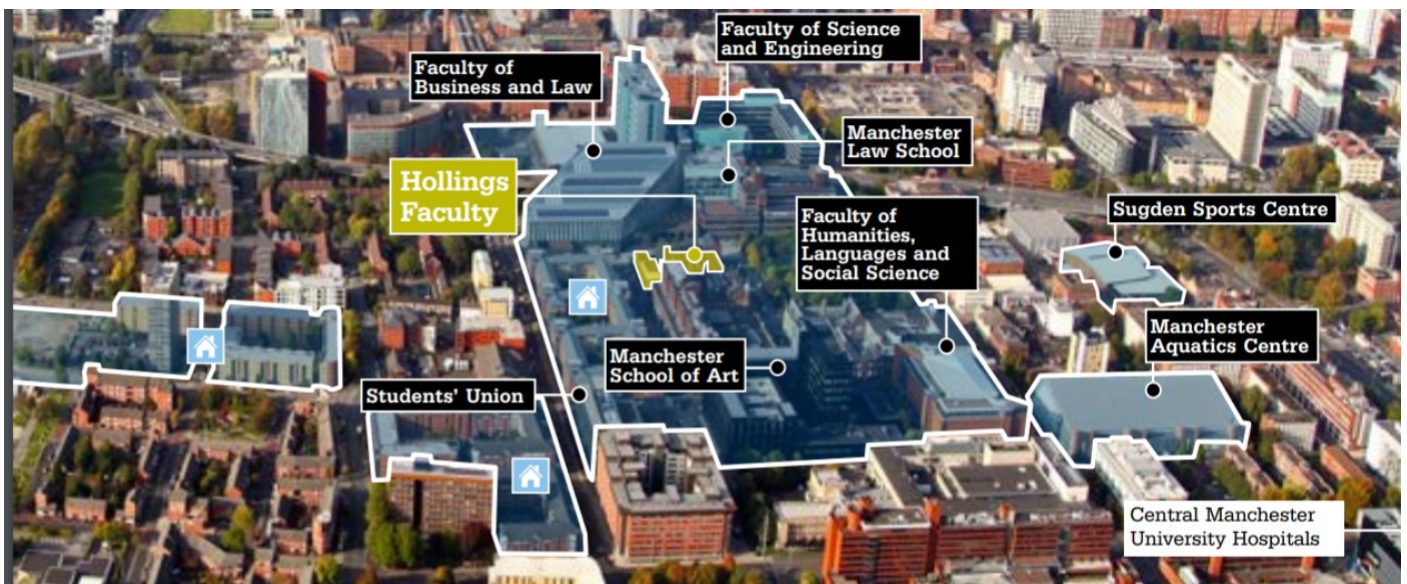 Faculty of Science
and Engineering
Faculty of
Business and Law
Manchester
Law School
Hollings
Faculty
Faculty of
Humanities,
Languages and
Social Science
Sugden Sports Centre
Manchester
Aquatics Centre
Manchester
School of Art
Students' Union
Central Manchester
University Hospitals